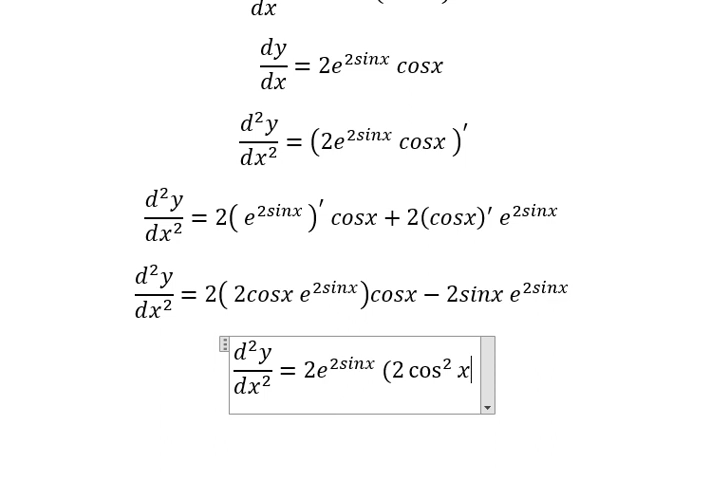 dx
dy/dx = 2e^{2sinx} cosx
d²y/dx² = (2e^{2sinx} cosx )′
d²y/dx² = 2( e^{2sinx} )′ cosx + 2(cosx)′ e^{2sinx}
d²y/dx² = 2( 2cosx e^{2sinx})cosx − 2sinx e^{2sinx}
d²y/dx² = 2e^{2sinx} (2 cos² x